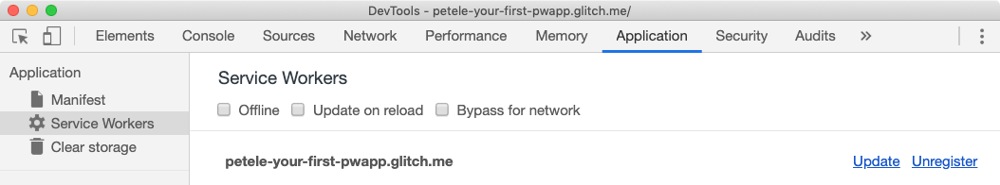 DevTools - petele-your-first-pwapp.glitch.me/
Elements Console Sources Network Performance Memory Application Security Audits »
Application
Manifest
Service Workers
Clear storage
Service Workers
Offline Update on reload Bypass for network
petele-your-first-pwapp.glitch.me Update Unregister